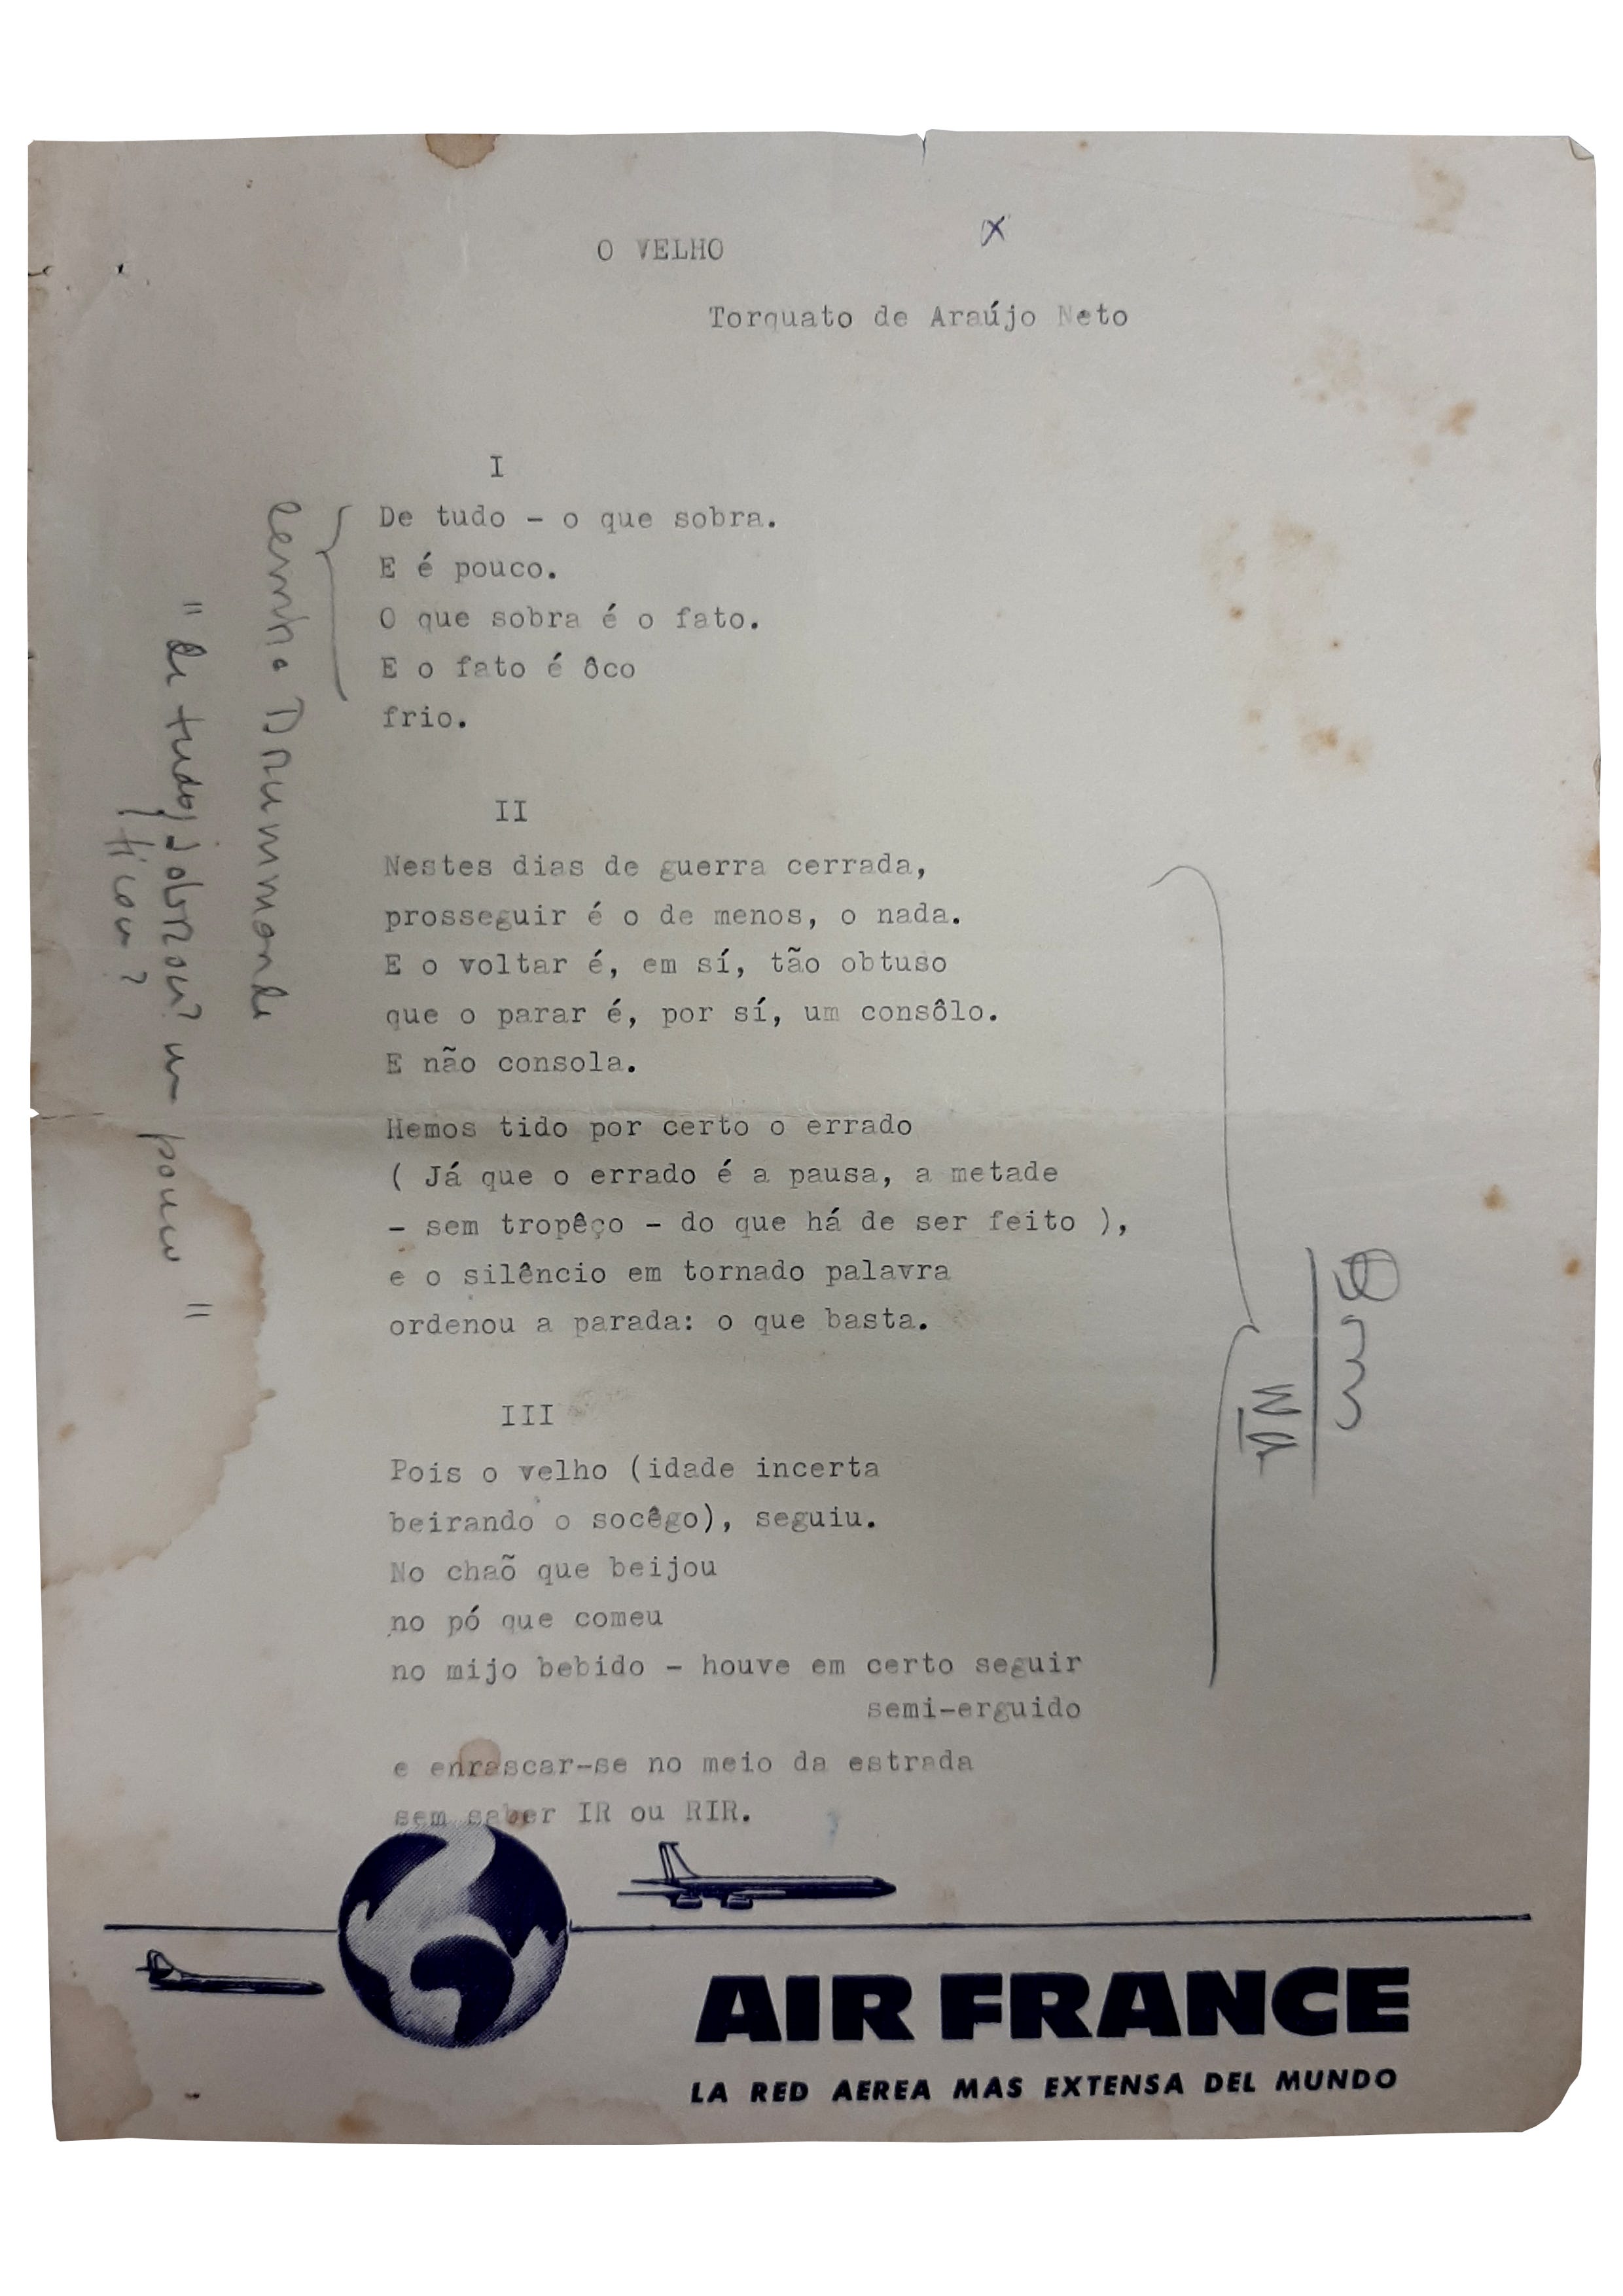 O VELHO
x
Torquato de Araújo Neto
I
De tudo - o que sobra.
E é pouco.
O que sobra é o fato.
E o fato é ôco
frio.
II
Nestes dias de guerra cerrada,
prosseguir é o de menos, o nada.
E o voltar é, em sí, tão obtuso
que o parar é, por sí, um consôlo.
E não consola.
Hemos tido por certo o errado
( Já que o errado é a pausa, a metade
- sem tropêço - do que há de ser feito ),
e o silêncio em tornado palavra
ordenou a parada: o que basta.
III
Pois o velho (idade incerta
beirando o socêgo), seguiu.
No chaõ que beijou
no pó que comeu
no mijo bebido - houve em certo seguir
semi-erguido
e enrascar-se no meio da estrada
sem saber IR ou RIR.
Drummond
"de tudo, sobrou? um pouco"
ficou?
AIR FRANCE
LA RED AEREA MAS EXTENSA DEL MUNDO